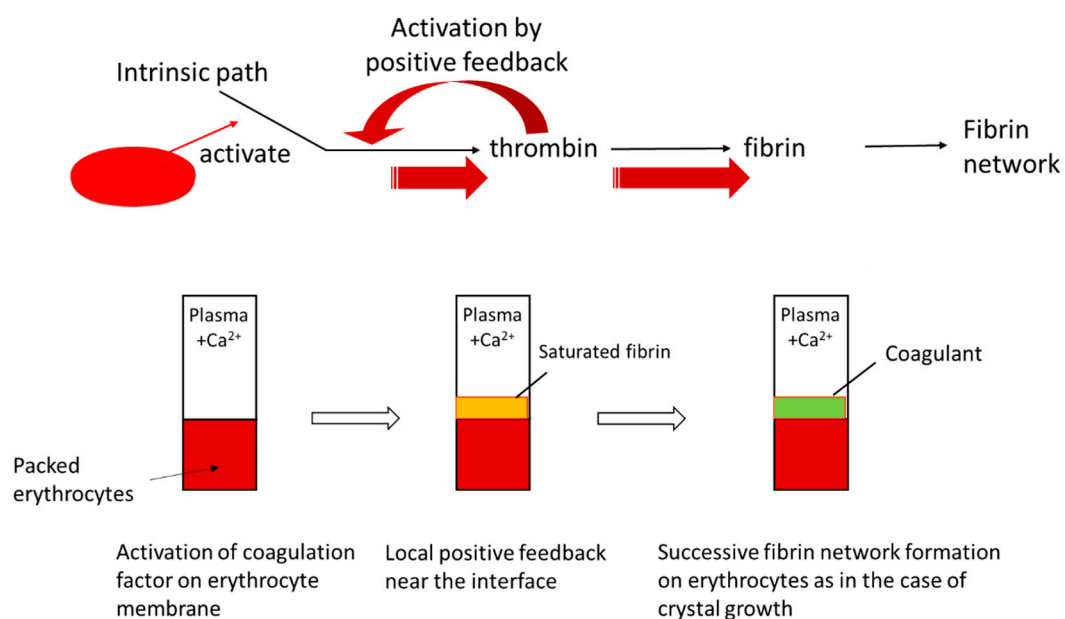 Activation by
positive feedback
Intrinsic path
activate
thrombin
fibrin
Fibrin
network
Plasma
+Ca²⁺
Plasma
+Ca²⁺
Saturated fibrin
Plasma
+Ca²⁺
Coagulant
Packed
erythrocytes
Activation of coagulation
factor on erythrocyte
membrane
Local positive feedback
near the interface
Successive fibrin network formation
on erythrocytes as in the case of
crystal growth